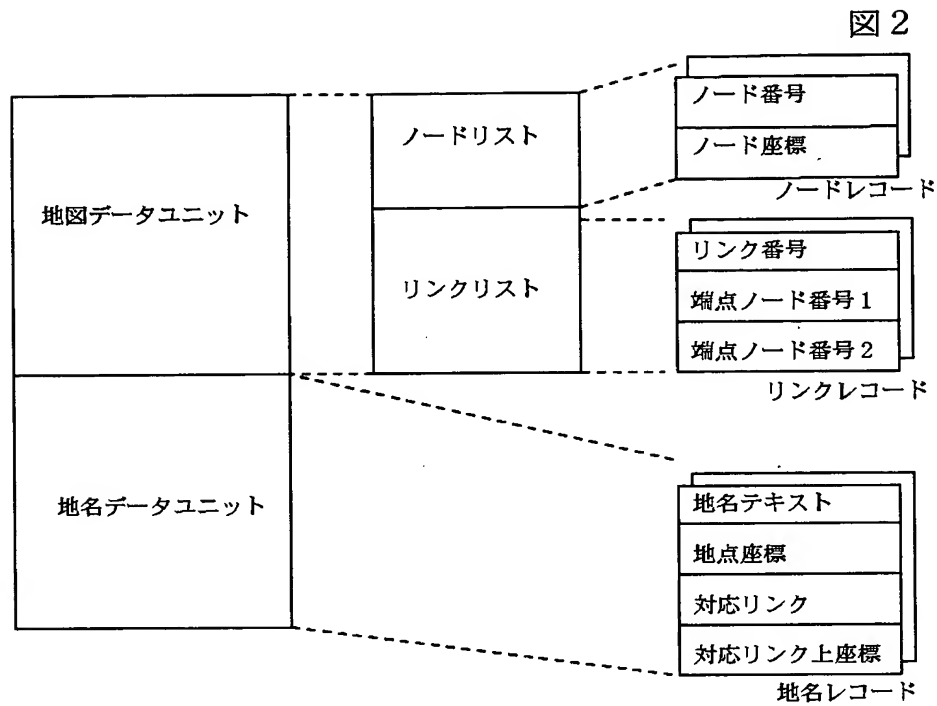 図２
地図データユニット
地名データユニット
ノードリスト
リンクリスト
ノード番号
ノード座標
ノードレコード
リンク番号
端点ノード番号１
端点ノード番号２
リンクレコード
地名テキスト
地点座標
対応リンク
対応リンク上座標
地名レコード